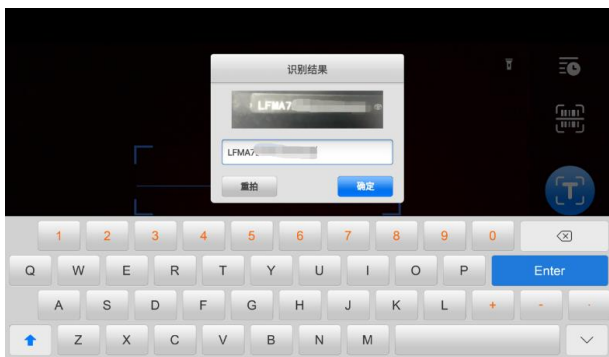 识别结果
LFMA7
LFMA7
重拍
确定
1 2 3 4 5 6 7 8 9 0
Q W E R T Y U I O P Enter
A S D F G H J K L + - .
Z X C V B N M
T